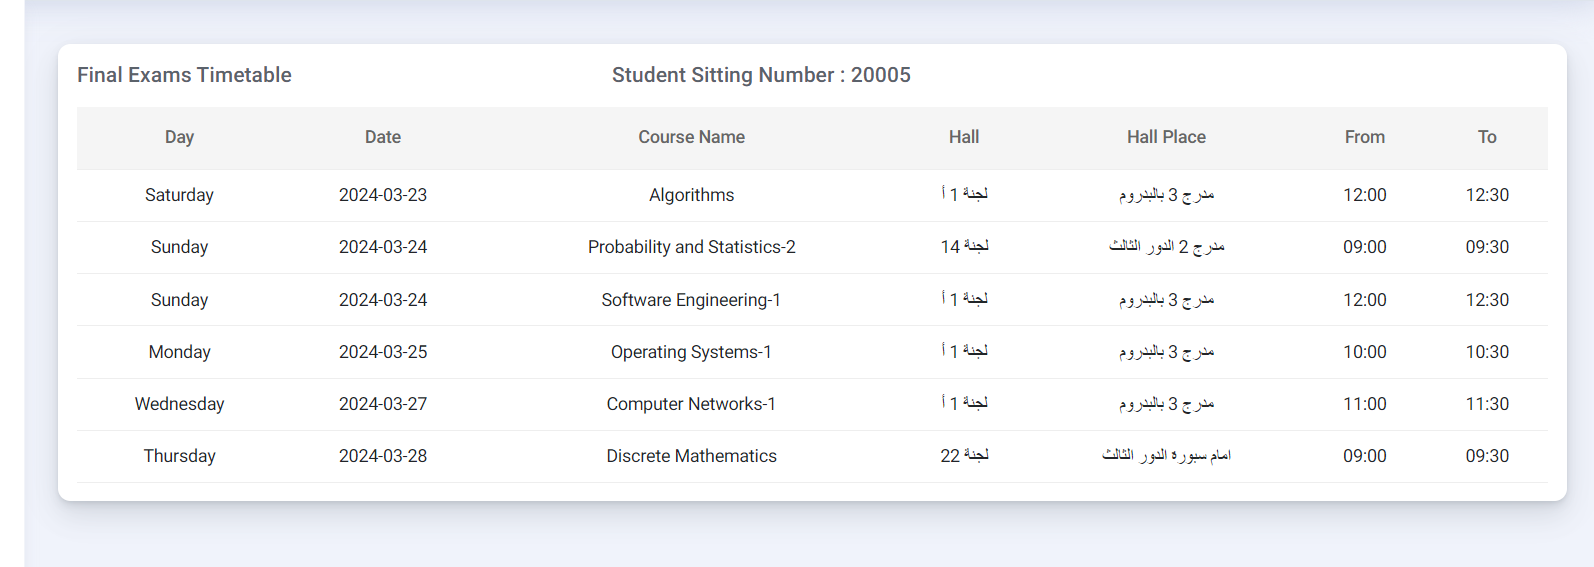 Final Exams Timetable Student Sitting Number : 20005
Day Date Course Name Hall Hall Place From To
Saturday 2024-03-23 Algorithms لجنة 1 أ مدرج 3 بالبدروم 12:00 12:30
Sunday 2024-03-24 Probability and Statistics-2 لجنة 14 مدرج 2 الدور الثالث 09:00 09:30
Sunday 2024-03-24 Software Engineering-1 لجنة 1 أ مدرج 3 بالبدروم 12:00 12:30
Monday 2024-03-25 Operating Systems-1 لجنة 1 أ مدرج 3 بالبدروم 10:00 10:30
Wednesday 2024-03-27 Computer Networks-1 لجنة 1 أ مدرج 3 بالبدروم 11:00 11:30
Thursday 2024-03-28 Discrete Mathematics لجنة 22 امام سبورة الدور الثالث 09:00 09:30